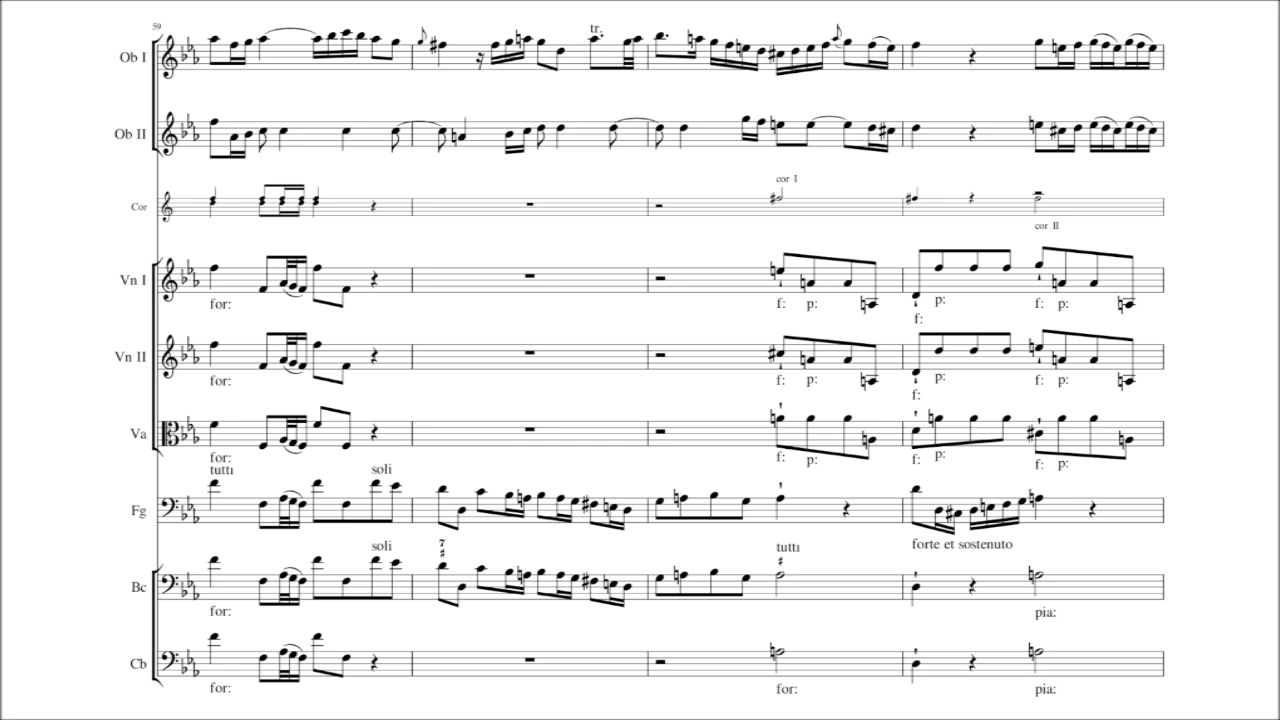 59
tr.
Ob I
Ob II
cor I
Cor
cor II
Vn I
for:
f: p: p: f: p:
f:
Vn II
for:
f: p: p: f: p:
f:
Va
for:
f: p: f: p: f: p:
tutti
soli
Fg
soli
7
tutti
forte et sostenuto
Bc
for:
pia:
Cb
for:
for:
pia: